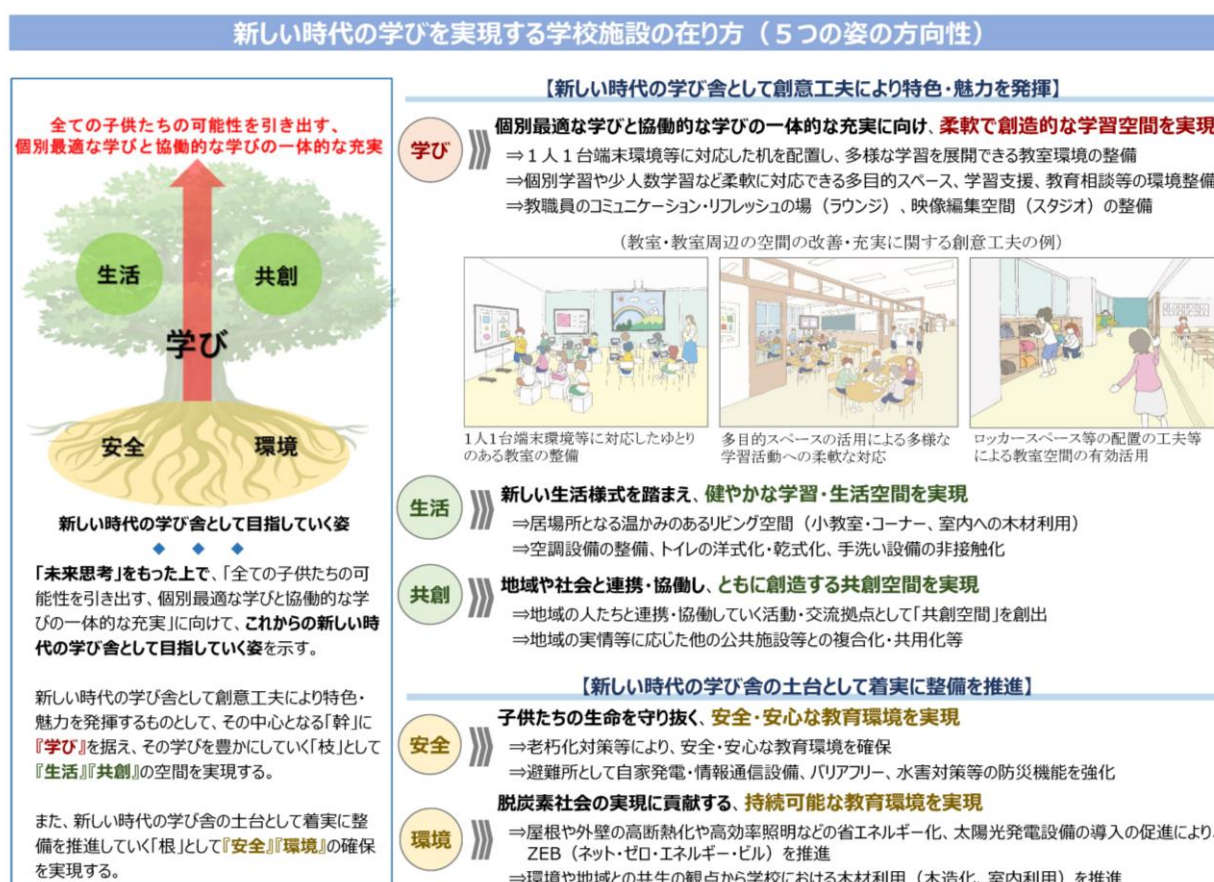 新しい時代の学びを実現する学校施設の在り方（５つの姿の方向性）
全ての子供たちの可能性を引き出す、
個別最適な学びと協働的な学びの一体的な充実
生活
共創
学び
安全
環境
新しい時代の学び舎として目指していく姿
◆ ◆ ◆
「未来思考」をもった上で、「全ての子供たちの可
能性を引き出す、個別最適な学びと協働的な学
びの一体的な充実」に向けて、これからの新しい時
代の学び舎として目指していく姿を示す。
新しい時代の学び舎として創意工夫により特色・
魅力を発揮するものとして、その中心となる「幹」に
『学び』を据え、その学びを豊かにしていく「枝」として
『生活』『共創』の空間を実現する。
また、新しい時代の学び舎の土台として着実に整
備を推進していく「根」として『安全』『環境』の確保
を実現する。
【新しい時代の学び舎として創意工夫により特色・魅力を発揮】
学び
個別最適な学びと協働的な学びの一体的な充実に向け、柔軟で創造的な学習空間を実現
⇒１人１台端末環境等に対応した机を配置し、多様な学習を展開できる教室環境の整備
⇒個別学習や少人数学習など柔軟に対応できる多目的スペース、学習支援、教育相談等の環境整備
⇒教職員のコミュニケーション・リフレッシュの場（ラウンジ）、映像編集空間（スタジオ）の整備
（教室・教室周辺の空間の改善・充実に関する創意工夫の例）
1人1台端末環境等に対応したゆとり
のある教室の整備
多目的スペースの活用による多様な
学習活動への柔軟な対応
ロッカースペース等の配置の工夫等
による教室空間の有効活用
生活
新しい生活様式を踏まえ、健やかな学習・生活空間を実現
⇒居場所となる温かみのあるリビング空間（小教室・コーナー、室内への木材利用）
⇒空調設備の整備、トイレの洋式化・乾式化、手洗い設備の非接触化
共創
地域や社会と連携・協働し、ともに創造する共創空間を実現
⇒地域の人たちと連携・協働していく活動・交流拠点として「共創空間」を創出
⇒地域の実情等に応じた他の公共施設等との複合化・共用化等
【新しい時代の学び舎の土台として着実に整備を推進】
安全
子供たちの生命を守り抜く、安全・安心な教育環境を実現
⇒老朽化対策等により、安全・安心な教育環境を確保
⇒避難所として自家発電・情報通信設備、バリアフリー、水害対策等の防災機能を強化
環境
脱炭素社会の実現に貢献する、持続可能な教育環境を実現
⇒屋根や外壁の高断熱化や高効率照明などの省エネルギー化、太陽光発電設備の導入の促進により、
ZEB（ネット・ゼロ・エネルギー・ビル）を推進
⇒環境や地域との共生の観点から学校における木材利用（木造化、室内利用）を推進